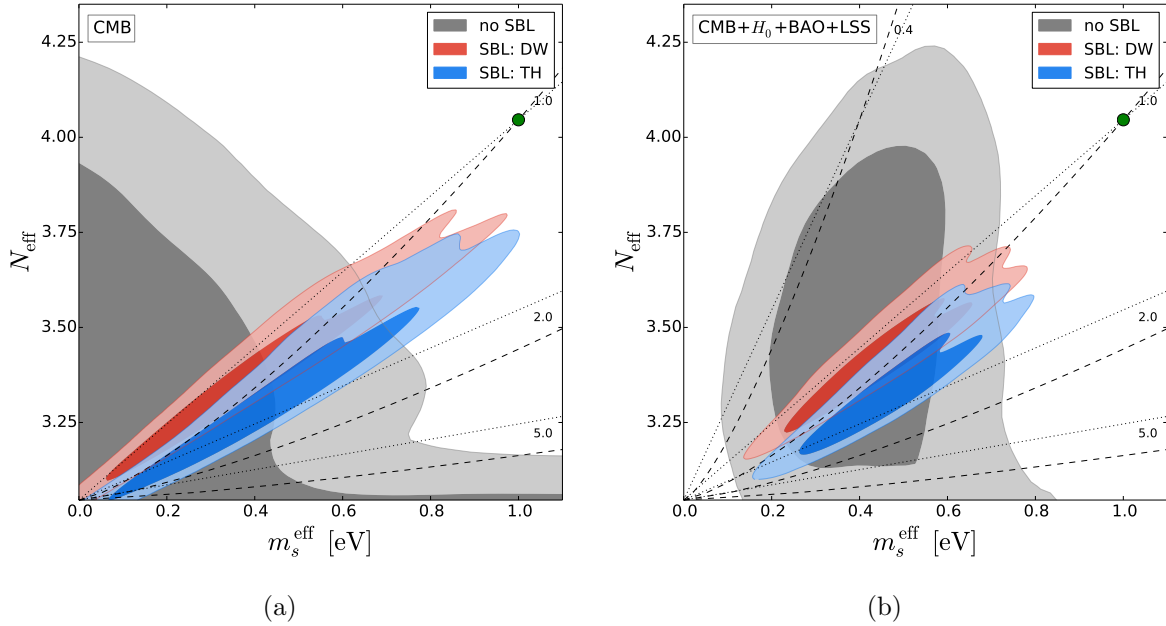 CMB
no SBL
SBL: DW
SBL: TH
4.25
4.00
3.75
3.50
3.25
N_eff
1.0
2.0
5.0
0.0 0.2 0.4 0.6 0.8 1.0
m_s^eff [eV]
(a)
CMB+H_0+BAO+LSS
no SBL
SBL: DW
SBL: TH
0.4
4.25
4.00
3.75
3.50
3.25
N_eff
1.0
2.0
5.0
0.0 0.2 0.4 0.6 0.8 1.0
m_s^eff [eV]
(b)